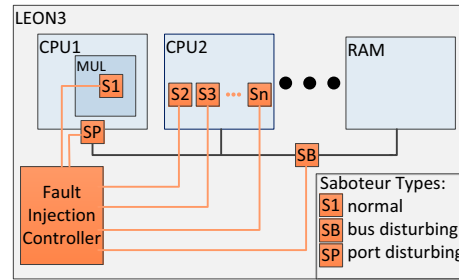 LEON3
CPU1
CPU2
RAM
MUL
S1
S2 S3 ... Sn
SP
SB
Fault
Injection
Controller
Saboteur Types:
S1 normal
SB bus disturbing
SP port disturbing